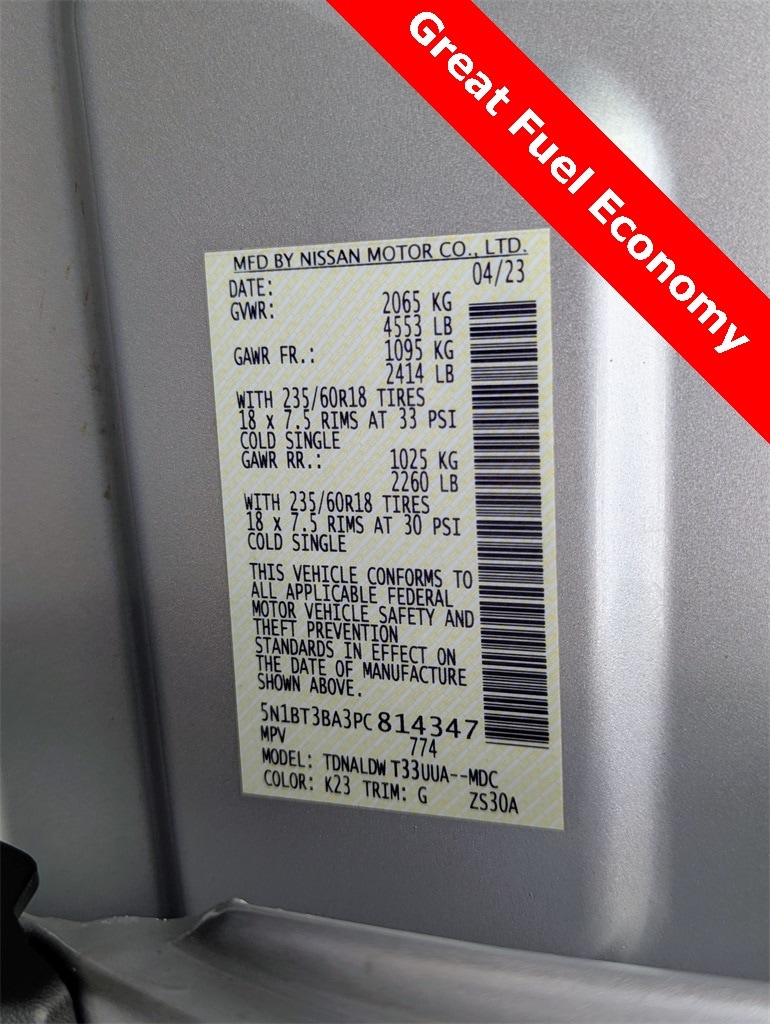 Great Fuel Economy
MFD BY NISSAN MOTOR CO., LTD.
DATE: 04/23
GVWR: 2065 KG
4553 LB
GAWR FR.: 1095 KG
2414 LB
WITH 235/60R18 TIRES
18 x 7.5 RIMS AT 33 PSI
COLD SINGLE
GAWR RR.: 1025 KG
2260 LB
WITH 235/60R18 TIRES
18 x 7.5 RIMS AT 30 PSI
COLD SINGLE
THIS VEHICLE CONFORMS TO
ALL APPLICABLE FEDERAL
MOTOR VEHICLE SAFETY AND
THEFT PREVENTION
STANDARDS IN EFFECT ON
THE DATE OF MANUFACTURE
SHOWN ABOVE.
5N1BT3BA3PC814347
MPV 774
MODEL: TDNALDW T33UUA--MDC
COLOR: K23 TRIM: G ZS30A